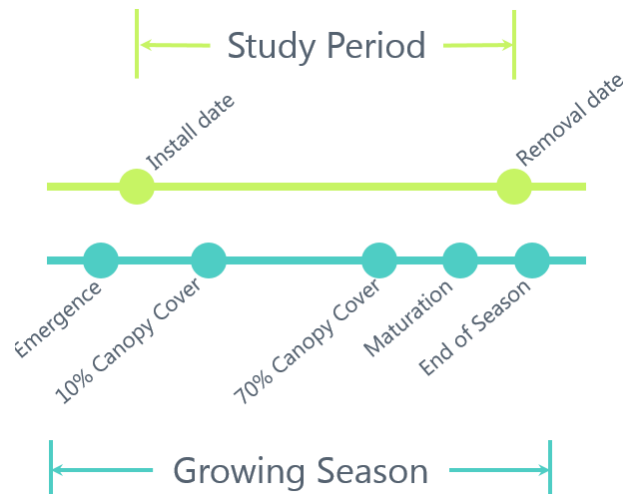 Study Period
Install date
Removal date
Emergence
10% Canopy Cover
70% Canopy Cover
Maturation
End of Season
Growing Season